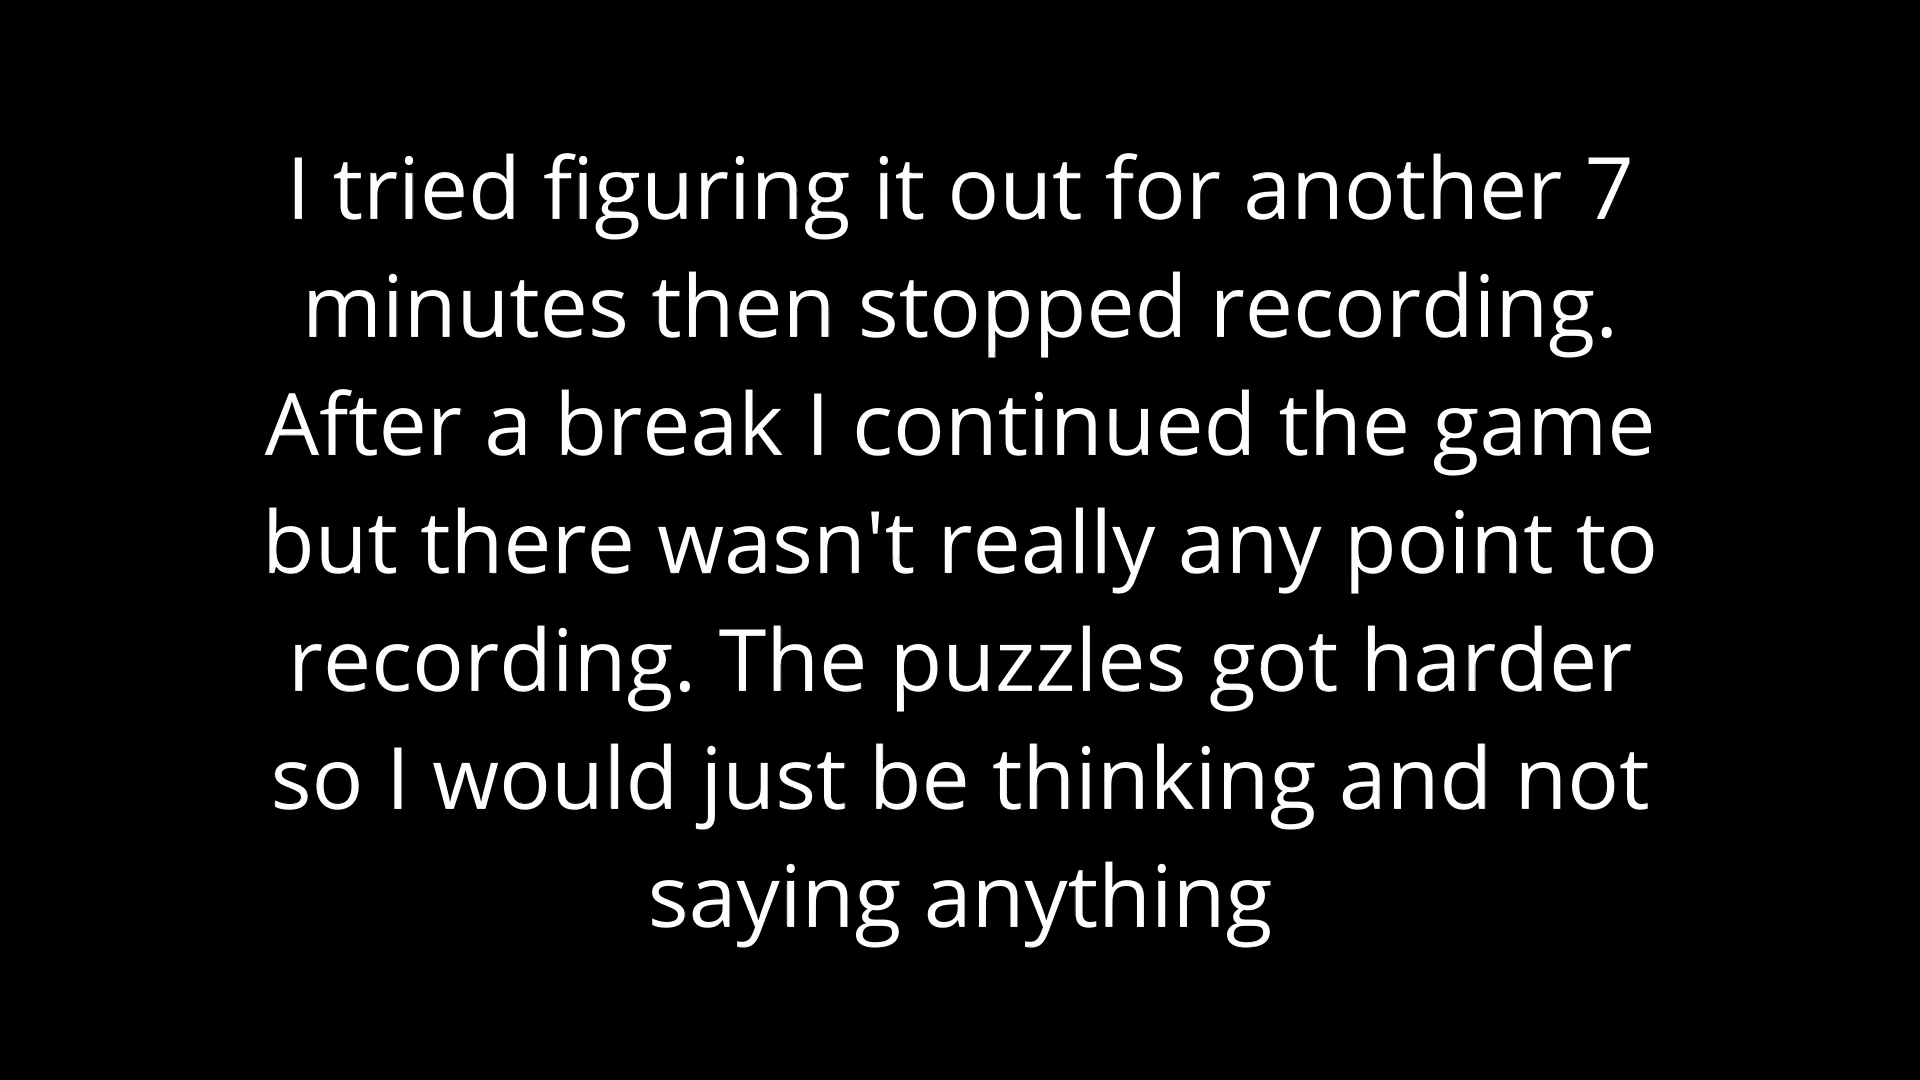 I tried figuring it out for another 7
minutes then stopped recording.
After a break I continued the game
but there wasn't really any point to
recording. The puzzles got harder
so I would just be thinking and not
saying anything